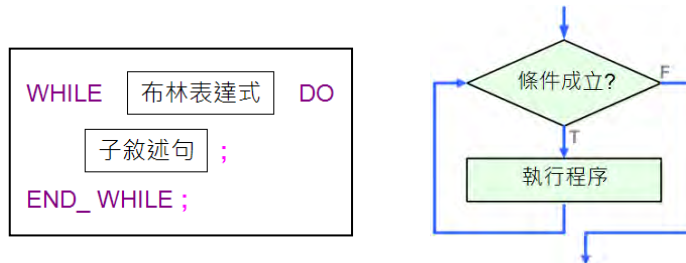 WHILE 布林表達式 DO
子敘述句 ;
END_ WHILE ;
條件成立?
F
T
執行程序